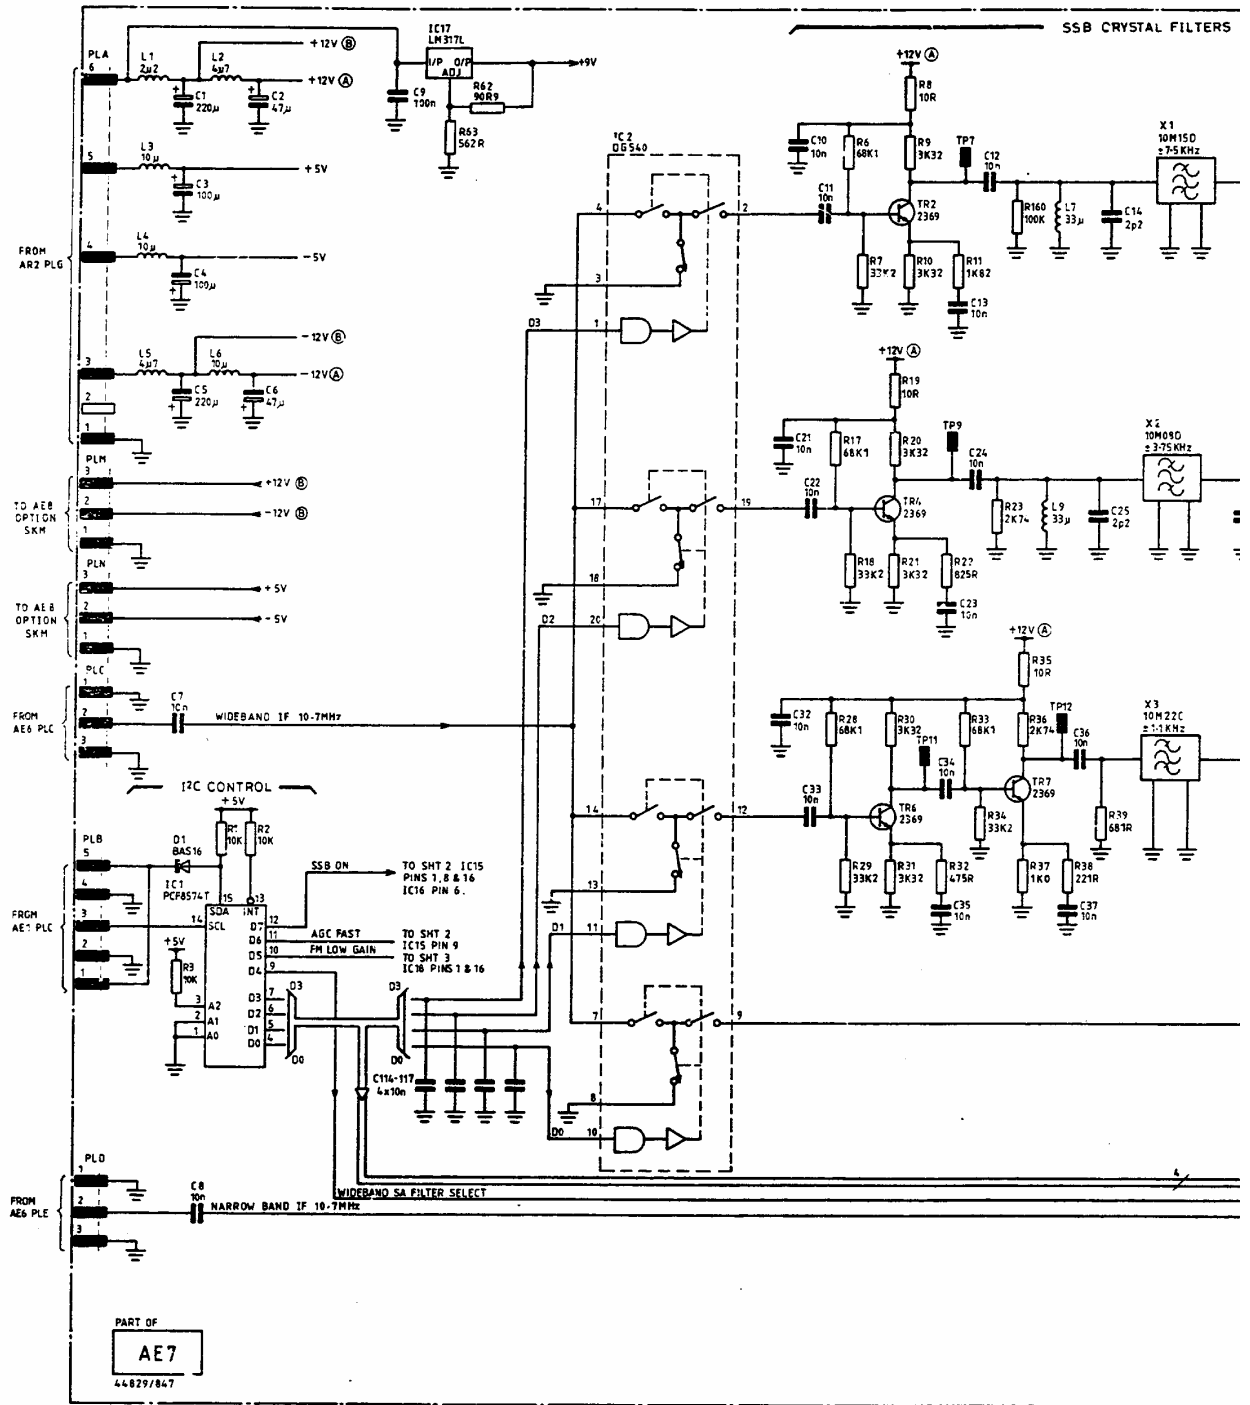 SSB CRYSTAL FILTERS
PLA
6
L1
2µ2
L2
4µ7
+12V Ⓑ
+12V Ⓐ
C1
220µ
C2
47µ
IC17
LM317L
I/P O/P
ADJ
+9V
C9
100n
R62
90R9
R63
562R
5
L3
10µ
+5V
C3
100µ
4
L4
10µ
-5V
C4
100µ
FROM
AR2 PLG
3
L5
4µ7
L6
10µ
-12V Ⓑ
-12V Ⓐ
C5
220µ
C6
47µ
2
1
PLM
3
+12V Ⓑ
2
-12V Ⓑ
1
TO AE8
OPTION
SKM
PLN
3
+5V
2
-5V
1
TO AE8
OPTION
SKM
PLC
1
2
3
FROM
AE6 PLC
C7
10n
WIDEBAND IF 10-7MHz
I2C CONTROL
+5V
R1
10K
R2
10K
PLB
5
4
3
2
1
FROM
AE1 PLC
D1
BAS16
IC1
PCF8574T
15
13
SDA
INT
14
SCL
D7
12
D6
11
D5
10
D4
9
D3
7
D2
6
D1
5
D0
4
3
A2
2
A1
1
A0
+5V
R3
10K
SSB ON
TO SHT 2 IC15
PINS 1,8 & 16
IC16 PIN 6.
AGC FAST
TO SHT 2
IC15 PIN 9
FM LOW GAIN
TO SHT 3
IC18 PINS 1 & 16
D3
D0
D3
D0
C114-117
4x10n
IC2
DG540
4
2
3
D3
1
17
19
18
D2
20
14
12
13
D1
11
7
9
8
D0
10
+12V Ⓐ
R8
10R
C10
10n
R6
68K1
R9
3K32
TP7
C12
10n
C11
10n
TR2
2369
R7
33K2
R10
3K32
R11
1K82
C13
10n
R160
100K
L7
33µ
C14
2p2
X1
10M15D
±7·5KHz
+12V Ⓐ
R19
10R
C21
10n
R17
68K1
R20
3K32
TP9
C24
10n
C22
10n
TR4
2369
R18
33K2
R21
3K32
R22
825R
C23
10n
R23
2K74
L9
33µ
C25
2p2
X2
10M08D
±3·75KHz
+12V Ⓐ
R35
10R
C32
10n
R28
68K1
R30
3K32
TP11
R33
68K1
R36
2K74
TP12
C36
10n
C33
10n
TR6
2369
C34
10n
TR7
2369
R29
33K2
R31
3K32
R32
475R
C35
10n
R34
33K2
R37
1K0
R38
221R
C37
10n
R39
681R
X3
10M22C
±1·1KHz
4
WIDEBAND SA FILTER SELECT
PLD
1
2
3
FROM
AE6 PLE
C8
10n
NARROW BAND IF 10-7MHz
PART OF
AE7
44829/847